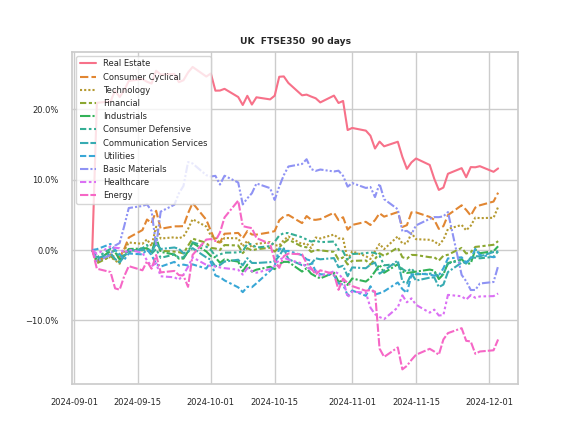 UK FTSE350 90 days
Real Estate
Consumer Cyclical
Technology
Financial
Industrials
Consumer Defensive
Communication Services
Utilities
Basic Materials
Healthcare
Energy
20.0%
10.0%
0.0%
−10.0%
2024-09-01 2024-09-15 2024-10-01 2024-10-15 2024-11-01 2024-11-15 2024-12-01